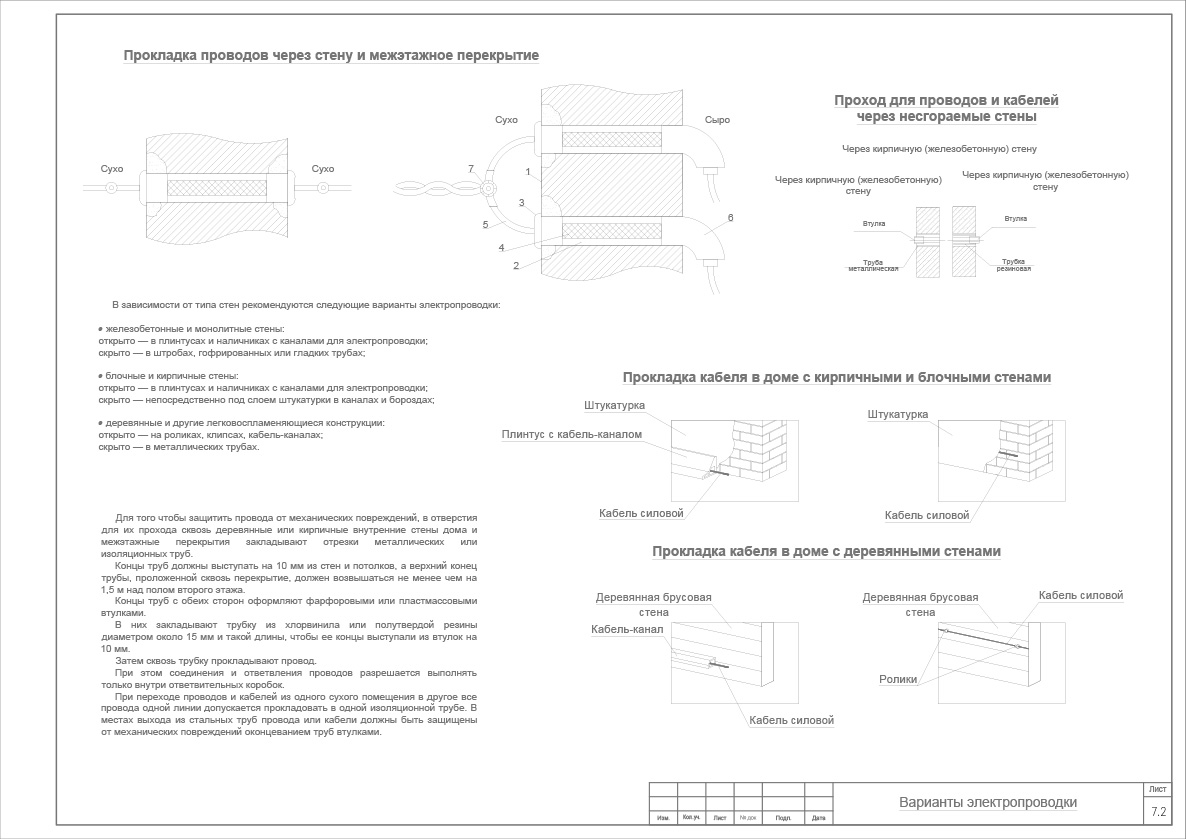 Прокладка проводов через стену и межэтажное перекрытие
Сухо
Сухо
Сухо
Сыро
7
1
3
5
4
2
6
Проход для проводов и кабелей
через несгораемые стены
Через кирпичную (железобетонную) стену
Через кирпичную (железобетонную)
стену
Через кирпичную (железобетонную)
стену
Втулка
Втулка
Труба
металлическая
Трубка
резиновая
В зависимости от типа стен рекомендуются следующие варианты электропроводки:
• железобетонные и монолитные стены:
открыто — в плинтусах и наличниках с каналами для электропроводки;
скрыто — в штробах, гофрированных или гладких трубах;
• блочные и кирпичные стены:
открыто — в плинтусах и наличниках с каналами для электропроводки;
скрыто — непосредственно под слоем штукатурки в каналах и бороздах;
• деревянные и другие легковоспламеняющиеся конструкции:
открыто — на роликах, клипсах, кабель-каналах;
скрыто — в металлических трубах.
Для того чтобы защитить провода от механических повреждений, в отверстия
для их прохода сквозь деревянные или кирпичные внутренние стены дома и
межэтажные перекрытия закладывают отрезки металлических или
изоляционных труб.
Концы труб должны выступать на 10 мм из стен и потолков, а верхний конец
трубы, проложенной сквозь перекрытие, должен возвышаться не менее чем на
1,5 м над полом второго этажа.
Концы труб с обеих сторон оформляют фарфоровыми или пластмассовыми
втулками.
В них закладывают трубку из хлорвинила или полутвердой резины
диаметром около 15 мм и такой длины, чтобы ее концы выступали из втулок на
10 мм.
Затем сквозь трубку прокладывают провод.
При этом соединения и ответвления проводов разрешается выполнять
только внутри ответвительных коробок.
При переходе проводов и кабелей из одного сухого помещения в другое все
провода одной линии допускается прокладовать в одной изоляционной трубе. В
местах выхода из стальных труб провода или кабели должны быть защищены
от механических повреждений оконцеванием труб втулками.
Прокладка кабеля в доме с кирпичными и блочными стенами
Штукатурка
Плинтус с кабель-каналом
Кабель силовой
Штукатурка
Кабель силовой
Прокладка кабеля в доме с деревянными стенами
Деревянная брусовая
стена
Кабель-канал
Кабель силовой
Деревянная брусовая
стена
Кабель силовой
Ролики
Изм.
Кол.уч.
Лист
№ док
Подп.
Дата
Варианты электропроводки
Лист
7.2